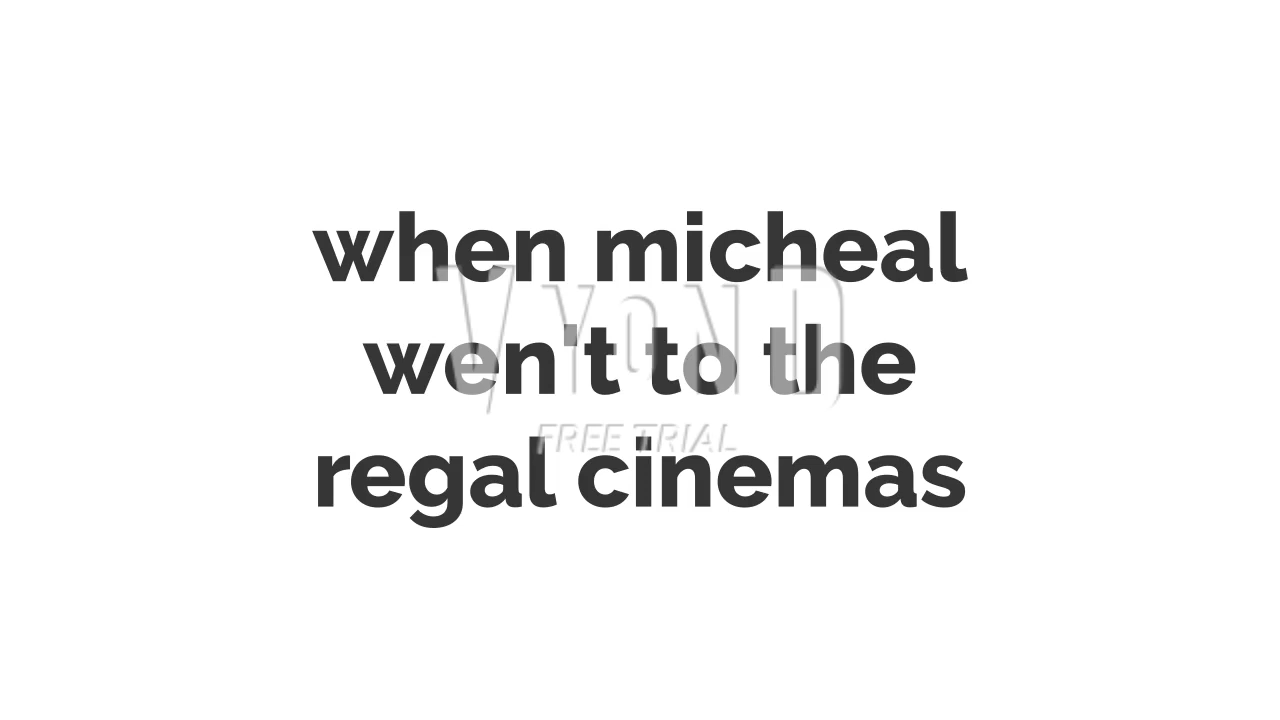 when micheal
wen't to the
regal cinemas
VYOND
FREE TRIAL